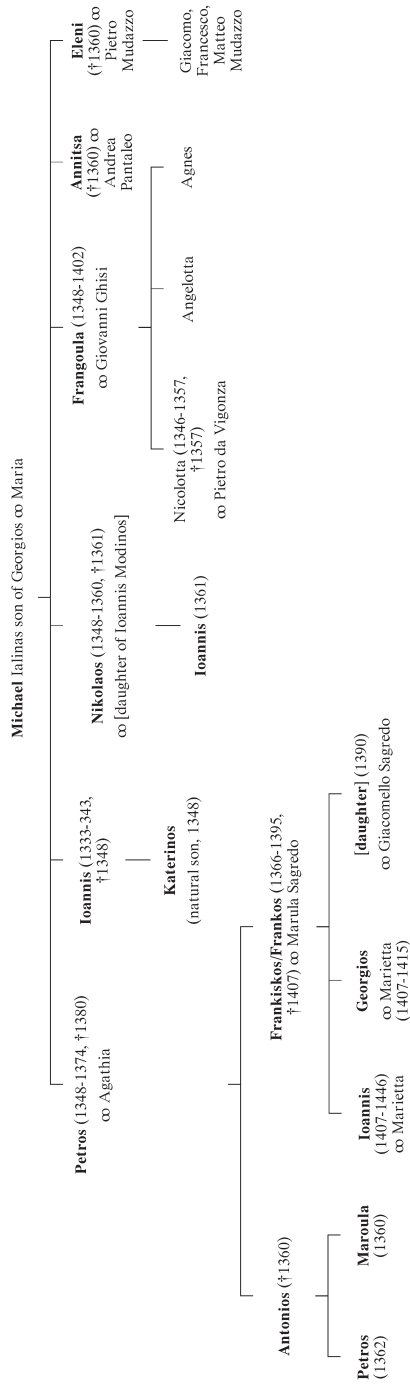 Michael Ialinas son of Georgios ∞ Maria
Petros (1348-1374, †1380)
∞ Agathia
Ioannis (1333-343,
†1348)
Nikolaos (1348-1360, †1361)
∞ [daughter of Ioannis Modinos]
Frangoula (1348-1402)
∞ Giovanni Ghisi
Annitsa
(†1360) ∞
Andrea
Pantaleo
Eleni
(†1360) ∞
Pietro
Mudazzo
Katerinos
(natural son, 1348)
Ioannis (1361)
Nicolotta (1346-1357,
†1357)
∞ Pietro da Vigonza
Angelotta
Agnes
Giacomo,
Francesco,
Matteo
Mudazzo
Antonios (†1360)
Frankiskos/Frankos (1366-1395,
†1407) ∞ Marula Sagredo
Petros
(1362)
Maroula
(1360)
Ioannis
(1407-1446)
∞ Marietta
Georgios
∞ Marietta
(1407-1415)
[daughter] (1390)
∞ Giacomello Sagredo